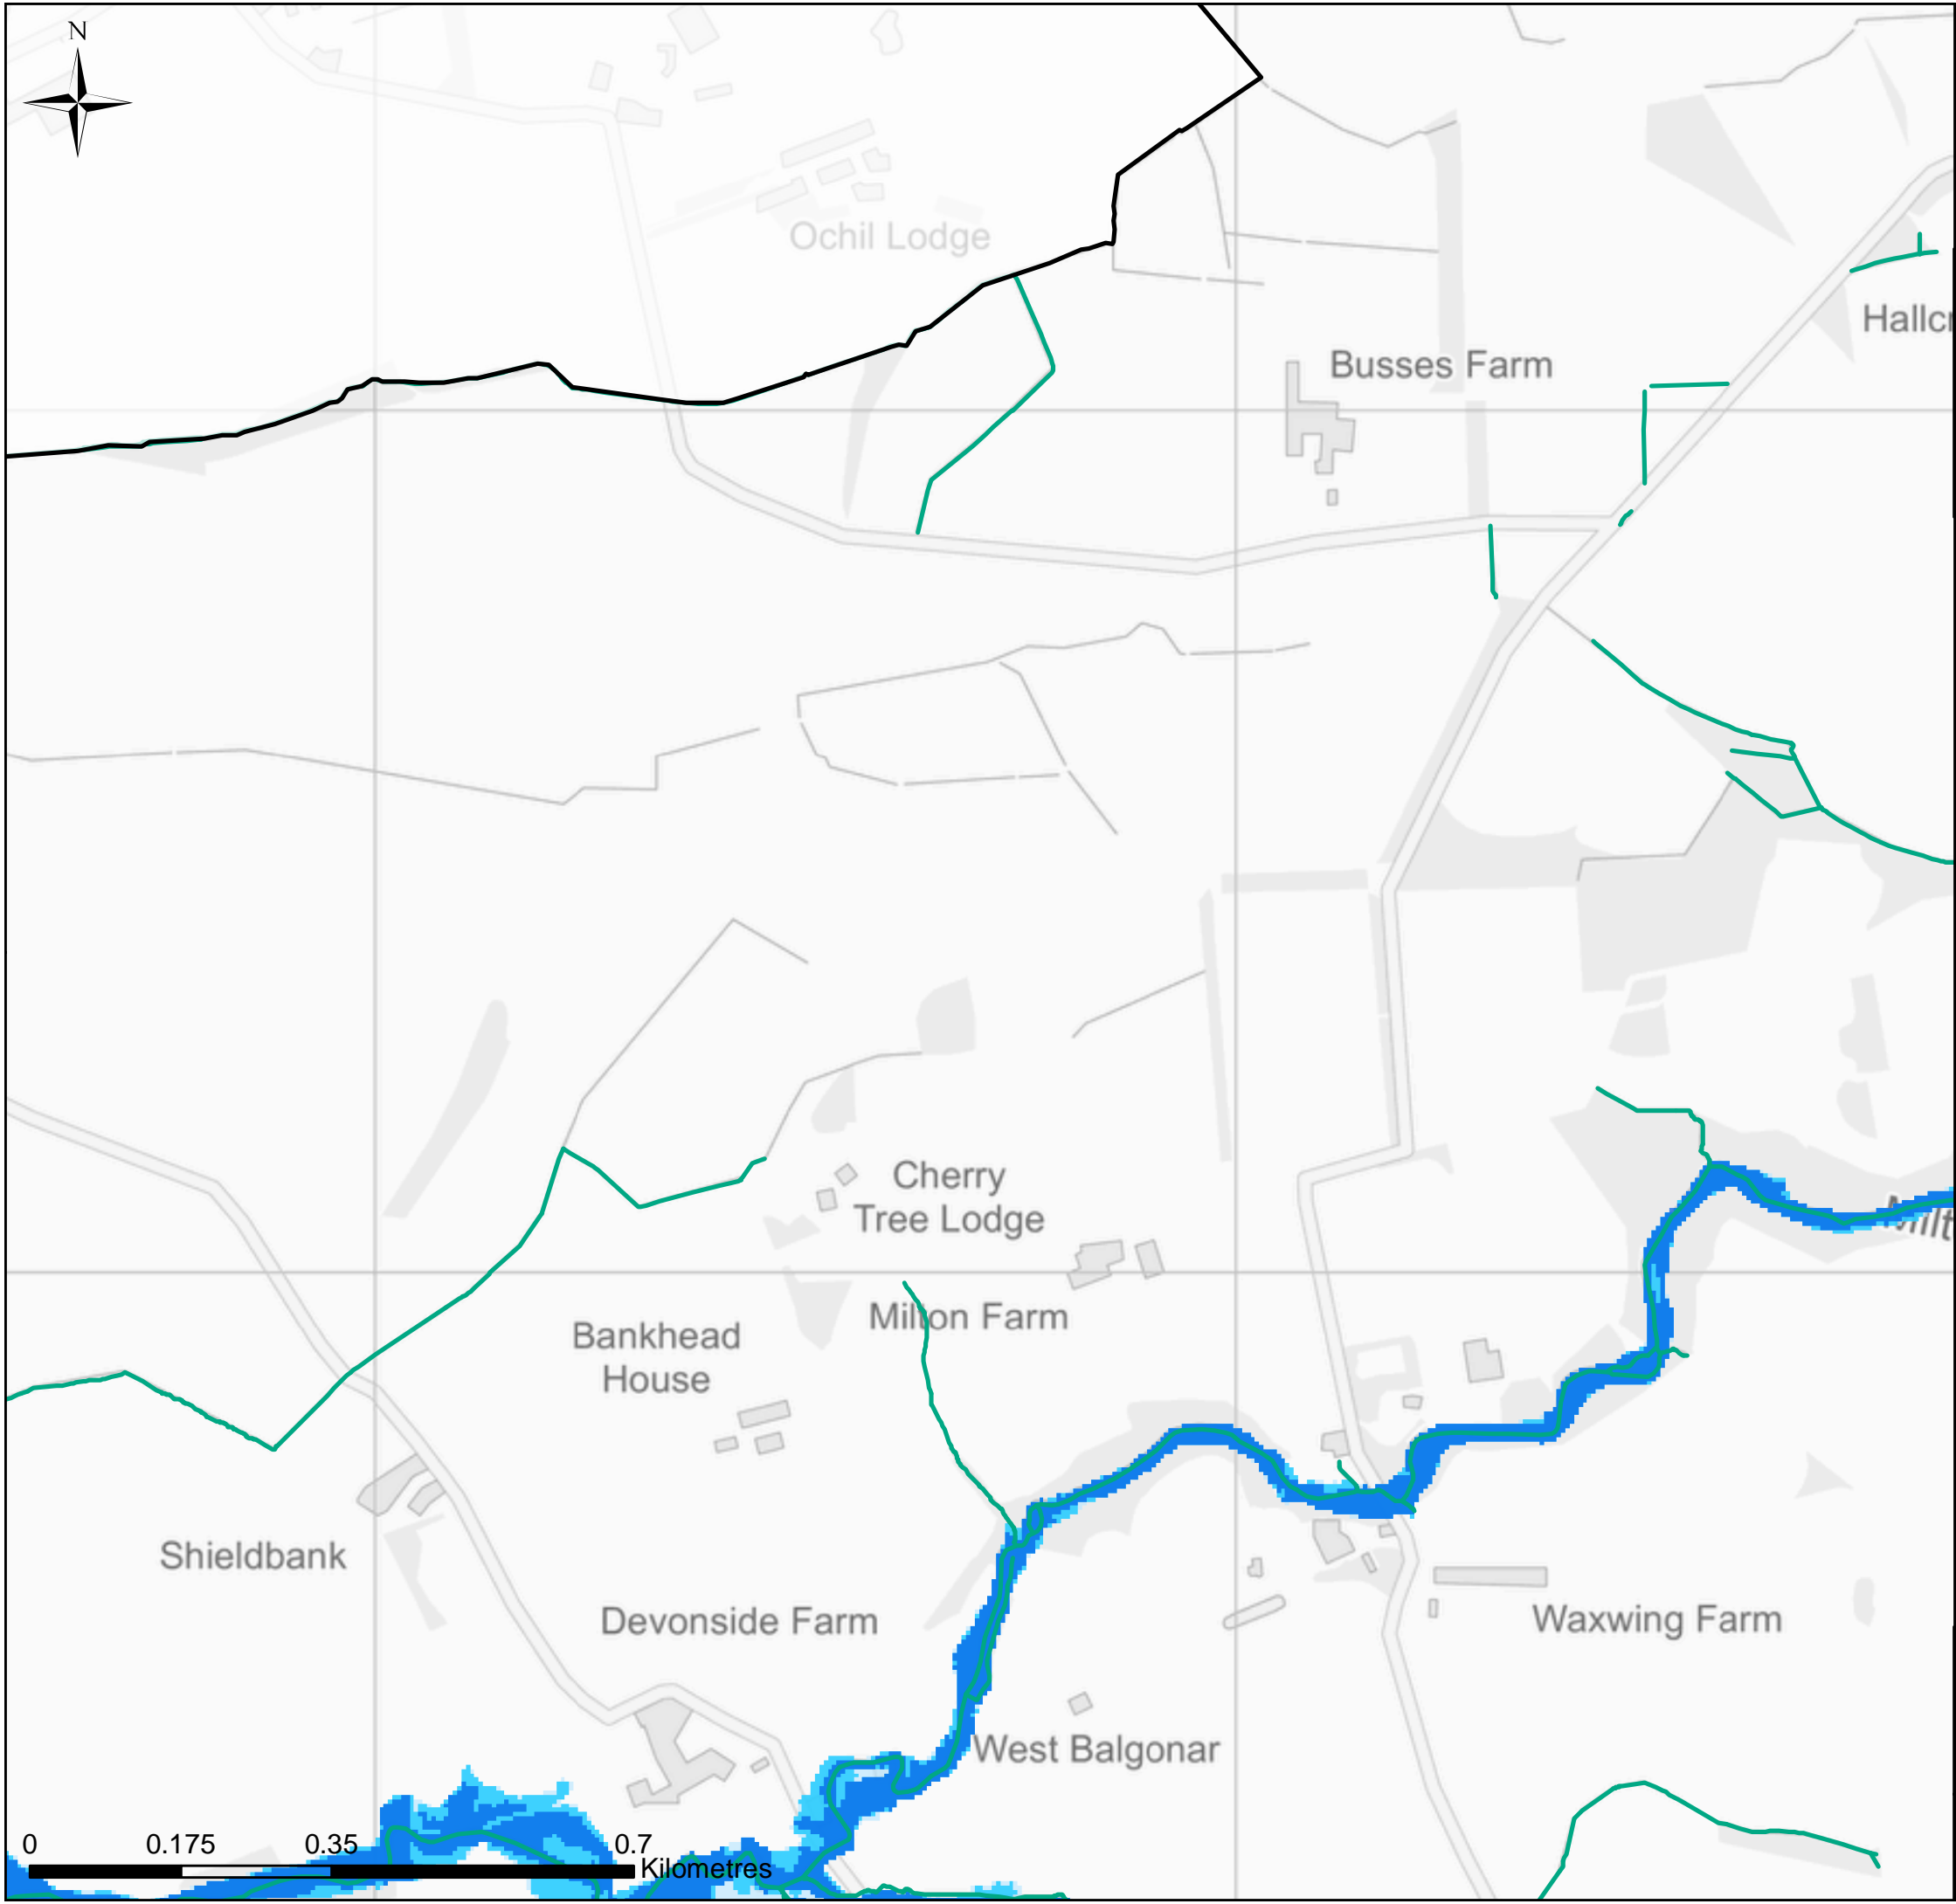 N
Ochil Lodge
Busses Farm
Cherry
Tree Lodge
Milton Farm
Bankhead
House
Shieldbank
Devonside Farm
Waxwing Farm
West Balgonar
0 0.175 0.35 0.7
Kilometres